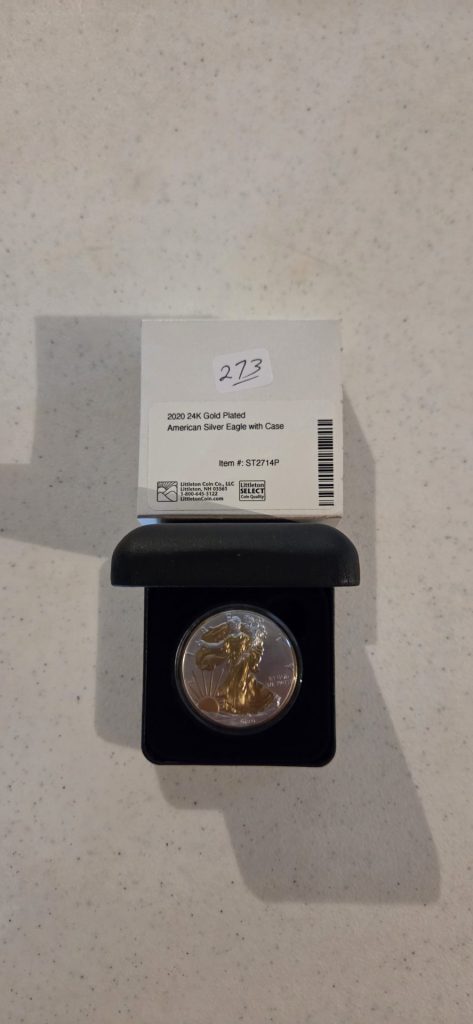 273
2020 24K Gold Plated
American Silver Eagle with Case
Item #: ST2714P
Littleton Coin Co., LLC
Littleton, NH 03561
1-800-645-3122
LittletonCoin.com
Littleton
SELECT
Coin Quality